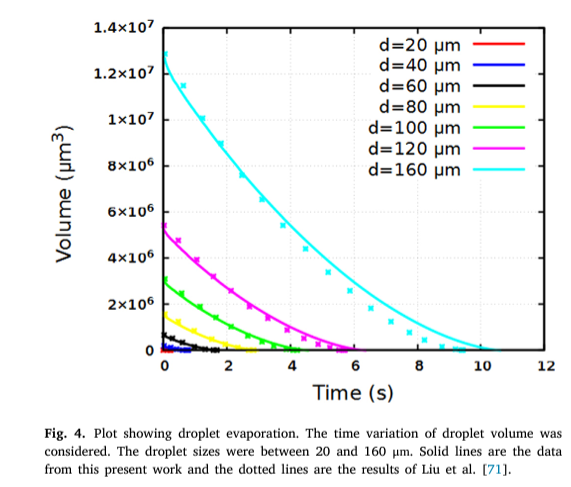 1.4×10⁷
1.2×10⁷
1×10⁷
8×10⁶
6×10⁶
4×10⁶
2×10⁶
0
Volume (μm³)
d=20 μm
d=40 μm
d=60 μm
d=80 μm
d=100 μm
d=120 μm
d=160 μm
0 2 4 6 8 10 12
Time (s)
Fig. 4. Plot showing droplet evaporation. The time variation of droplet volume was
considered. The droplet sizes were between 20 and 160 μm. Solid lines are the data
from this present work and the dotted lines are the results of Liu et al. [71].